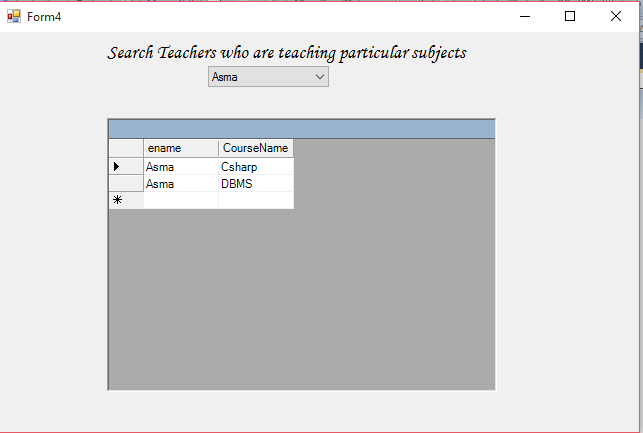 Form4
Search Teachers who are teaching particular subjects
Asma
ename CourseName
Asma Csharp
Asma DBMS